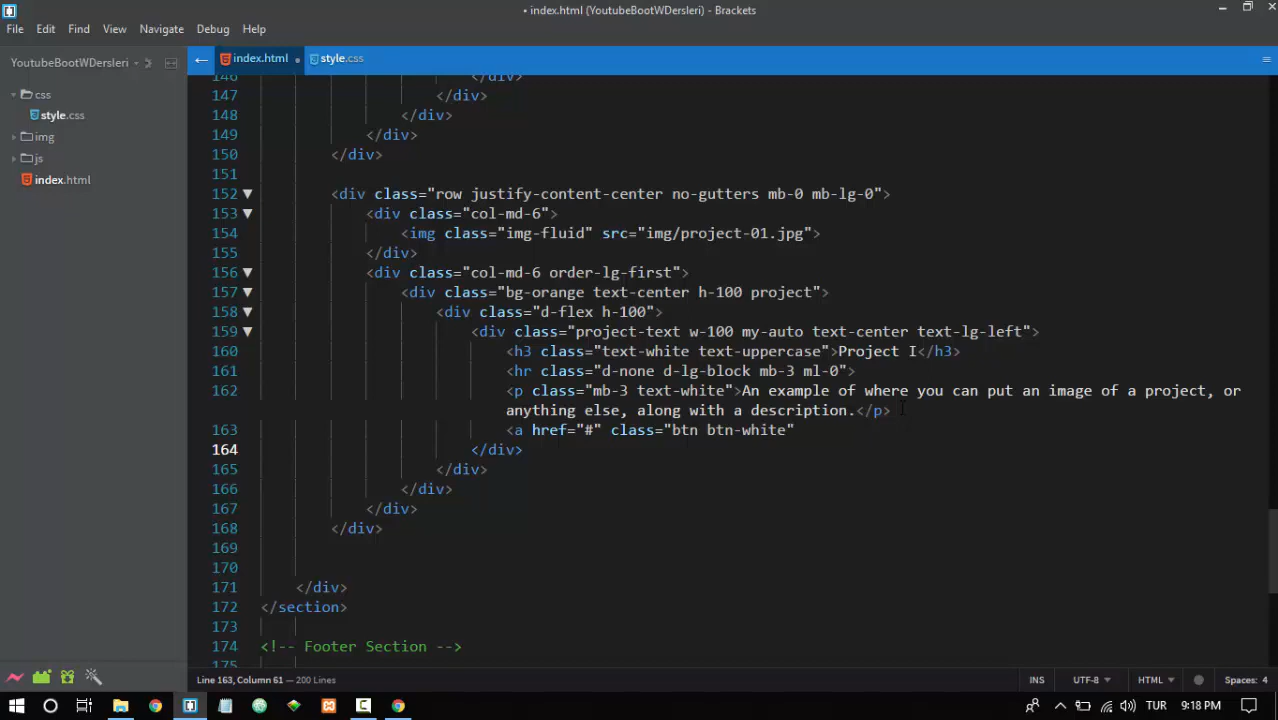 • index.html (YoutubeBootWDersleri) - Brackets
File Edit Find View Navigate Debug Help
YoutubeBootWDersleri
index.html
style.css
css
style.css
img
js
index.html
146 </div>
147 </div>
148 </div>
149 </div>
150 </div>
151
152 <div class="row justify-content-center no-gutters mb-0 mb-lg-0">
153 <div class="col-md-6">
154 <img class="img-fluid" src="img/project-01.jpg">
155 </div>
156 <div class="col-md-6 order-lg-first">
157 <div class="bg-orange text-center h-100 project">
158 <div class="d-flex h-100">
159 <div class="project-text w-100 my-auto text-center text-lg-left">
160 <h3 class="text-white text-uppercase">Project I</h3>
161 <hr class="d-none d-lg-block mb-3 ml-0">
162 <p class="mb-3 text-white">An example of where you can put an image of a project, or
anything else, along with a description.</p>
163 <a href="#" class="btn btn-white"
164 </div>
165 </div>
166 </div>
167 </div>
168 </div>
169
170
171 </div>
172 </section>
173
174 <!-- Footer Section -->
175
Line 163, Column 61 — 200 Lines
INS UTF-8 HTML Spaces: 4
TUR 9:18 PM